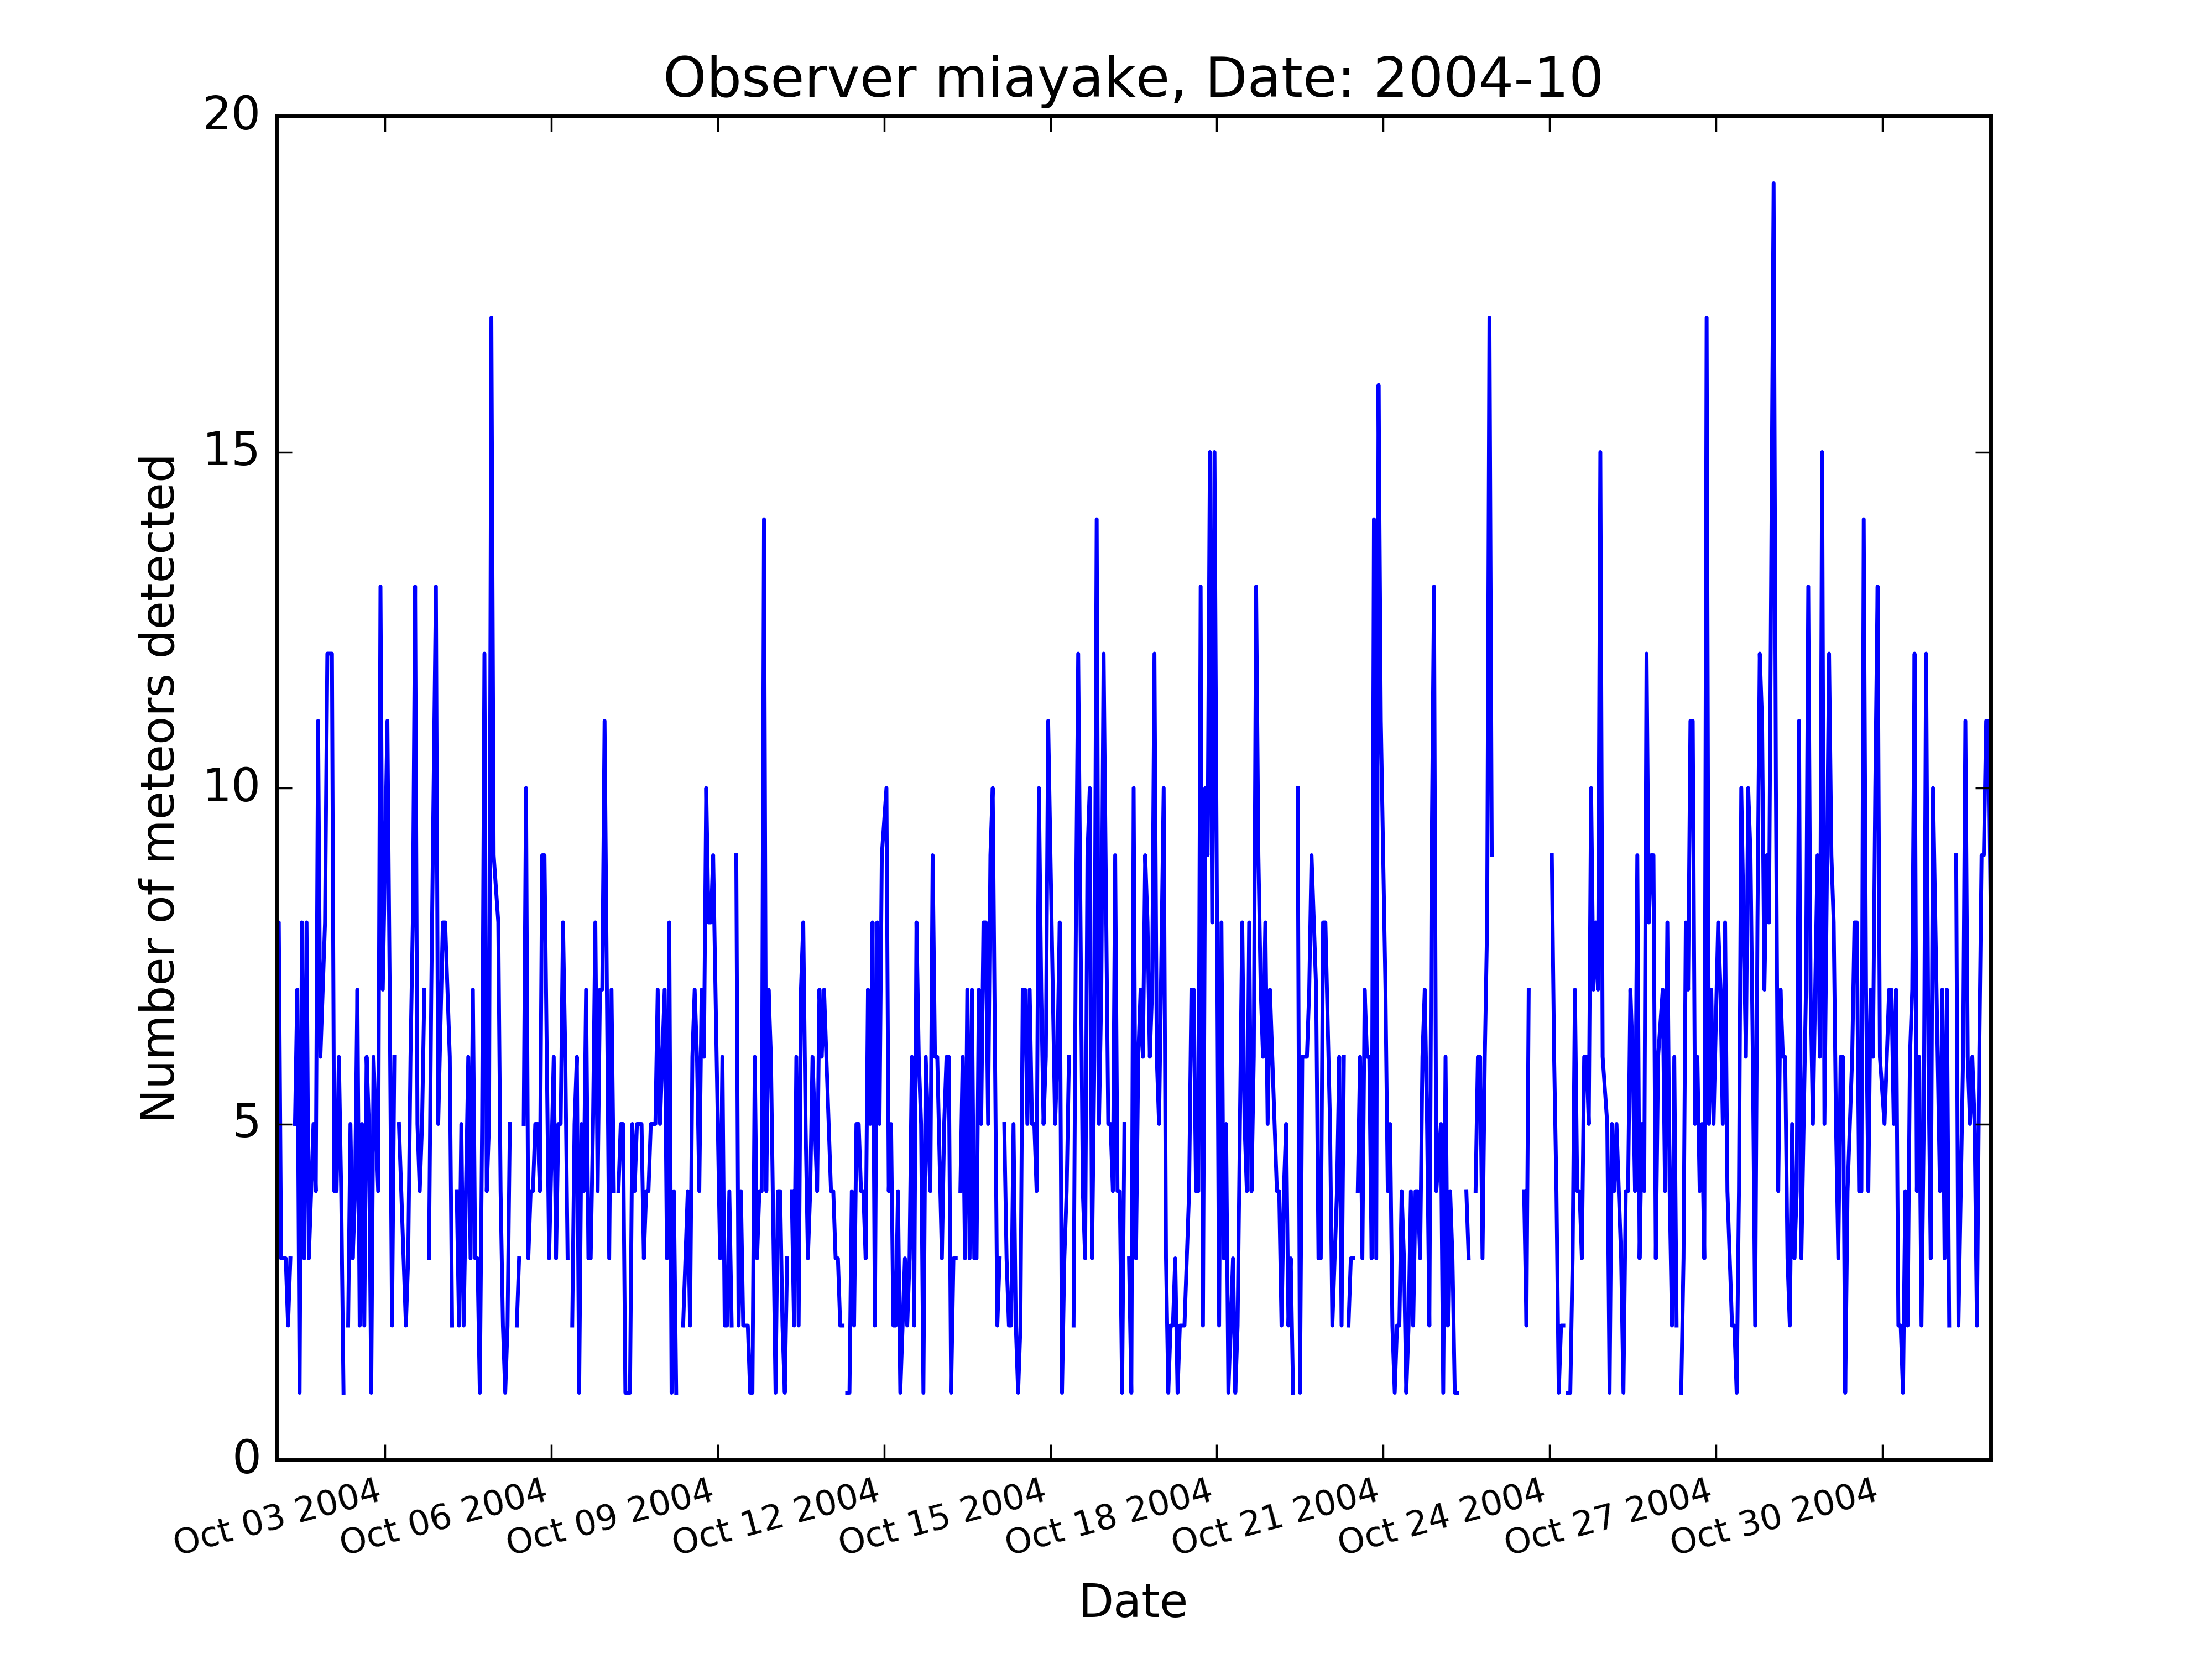 Observer miayake, Date: 2004-10
Number of meteors detected
20
15
10
5
0
Oct 03 2004
Oct 06 2004
Oct 09 2004
Oct 12 2004
Oct 15 2004
Oct 18 2004
Oct 21 2004
Oct 24 2004
Oct 27 2004
Oct 30 2004
Date